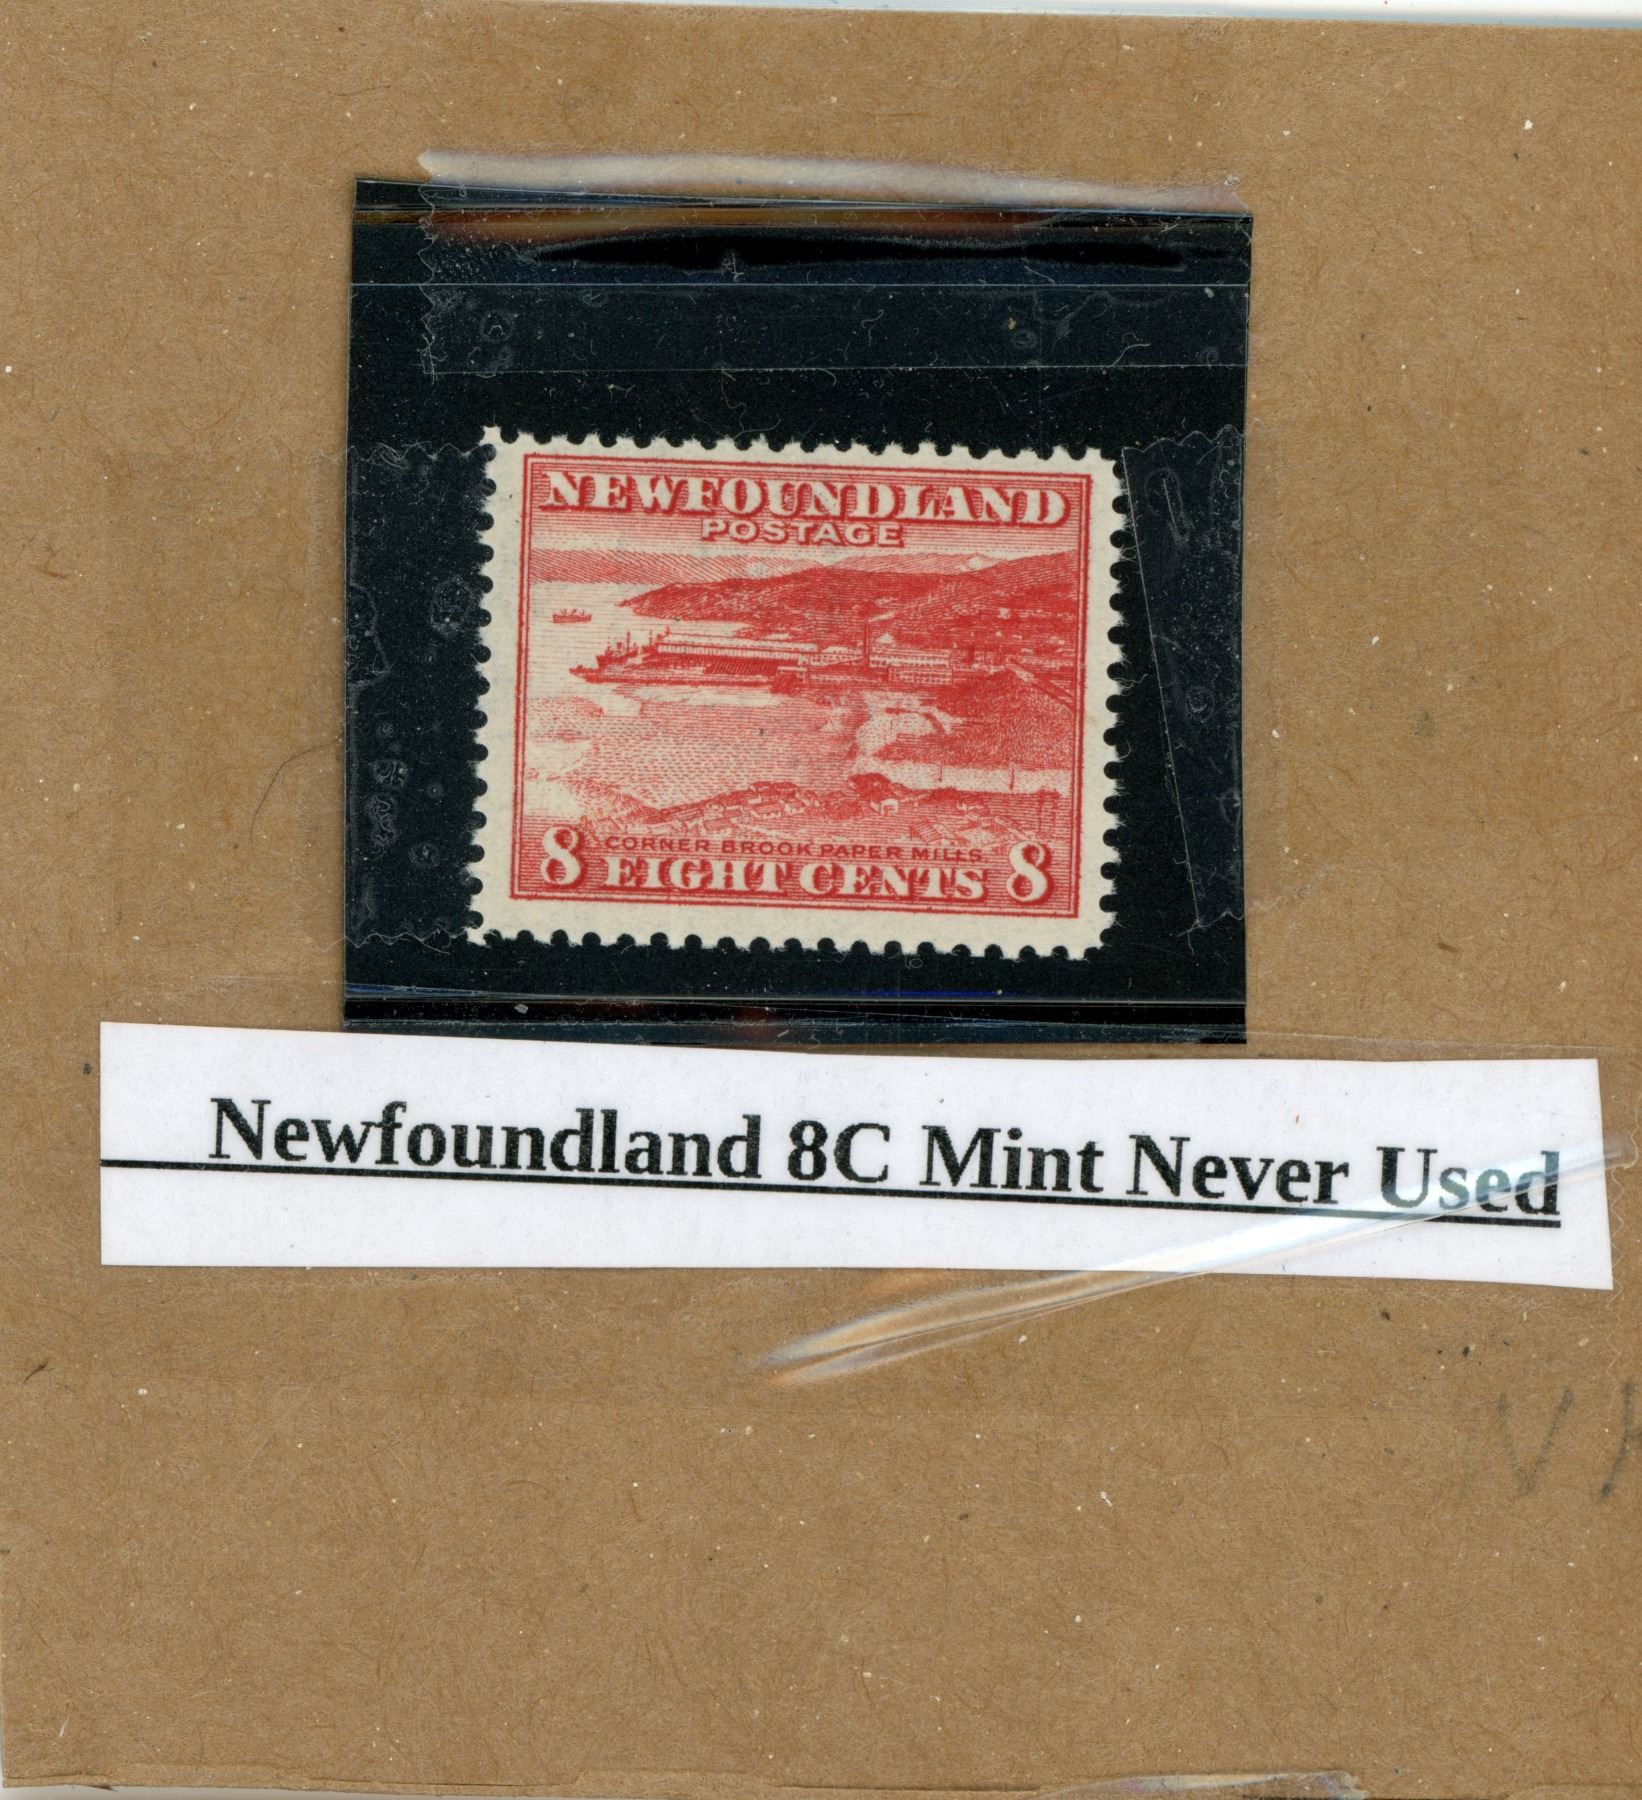 NEWFOUNDLAND
POSTAGE
CORNER BROOK PAPER MILLS
8 EIGHT CENTS 8
Newfoundland 8C Mint Never Used